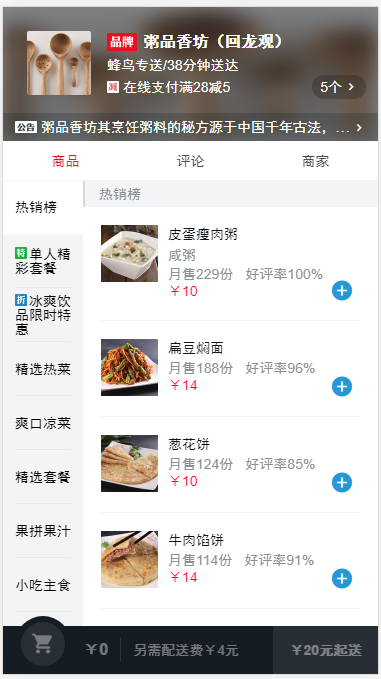 品牌 粥品香坊（回龙观）
蜂鸟专送/38分钟送达
减 在线支付满28减5
5个 >
公告 粥品香坊其烹饪粥料的秘方源于中国千年古法，... >
商品 评论 商家
热销榜
特 单人精
彩套餐
折 冰爽饮
品限时特
惠
精选热菜
爽口凉菜
精选套餐
果拼果汁
小吃主食
热销榜
皮蛋瘦肉粥
咸粥
月售229份 好评率100%
￥10
扁豆焖面
月售188份 好评率96%
￥14
葱花饼
月售124份 好评率85%
￥10
牛肉馅饼
月售114份 好评率91%
￥14
￥0 另需配送费￥4元 ￥20元起送